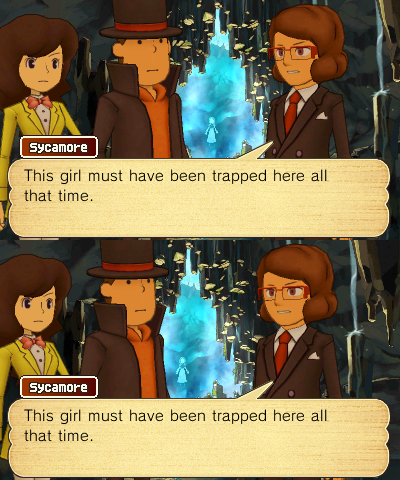 Sycamore
This girl must have been trapped here all
that time.
Sycamore
This girl must have been trapped here all
that time.